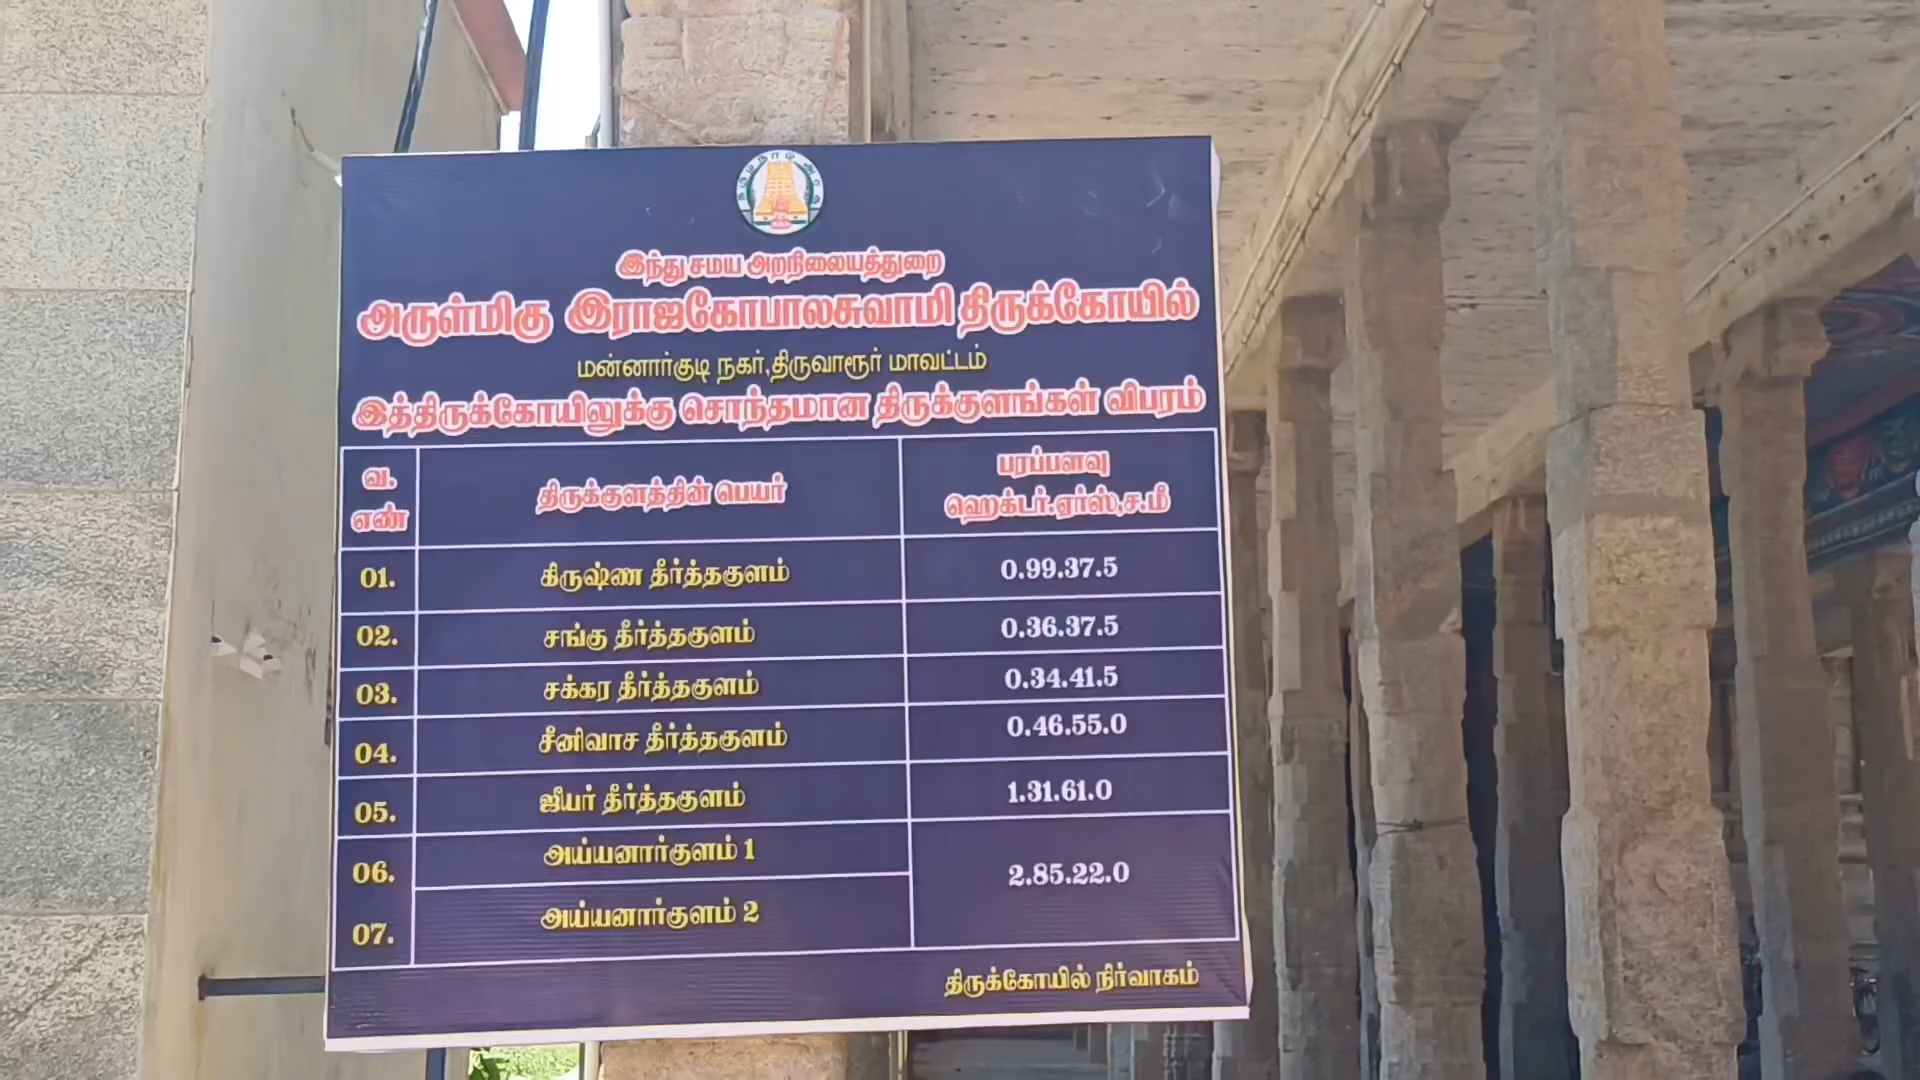 தமிழ்நாடு அரசு
இந்து சமய அறநிலையத்துறை
அருள்மிகு இராஜகோபாலசுவாமி திருக்கோயில்
மன்னார்குடி நகர்,திருவாரூர் மாவட்டம்
இத்திருக்கோயிலுக்கு சொந்தமான திருக்குளங்கள் விபரம்
வ. எண் திருக்குளத்தின் பெயர் பரப்பளவு ஹெக்டர்.ஏர்ஸ்,ச.மீ
01. கிருஷ்ண தீர்த்தகுளம் 0.99.37.5
02. சங்கு தீர்த்தகுளம் 0.36.37.5
03. சக்கர தீர்த்தகுளம் 0.34.41.5
04. சீனிவாச தீர்த்தகுளம் 0.46.55.0
05. ஜீயர் தீர்த்தகுளம் 1.31.61.0
06. அய்யனார்குளம் 1 2.85.22.0
07. அய்யனார்குளம் 2
திருக்கோயில் நிர்வாகம்